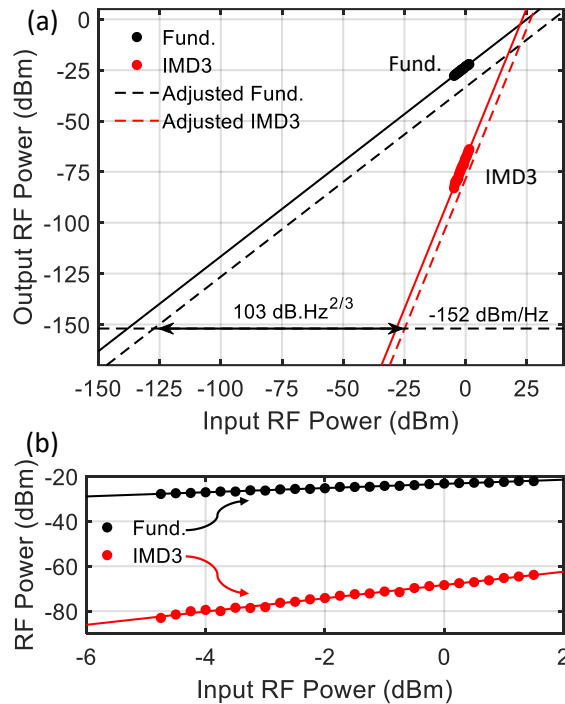 (a)
0
-25
-50
-75
-100
-125
-150
Output RF Power (dBm)
Fund.
IMD3
Adjusted Fund.
Adjusted IMD3
Fund.
IMD3
103 dB.Hz^2/3
-152 dBm/Hz
-150 -125 -100 -75 -50 -25 0 25
Input RF Power (dBm)
(b)
-20
-40
-60
-80
RF Power (dBm)
Fund.
IMD3
-6 -4 -2 0 2
Input RF Power (dBm)